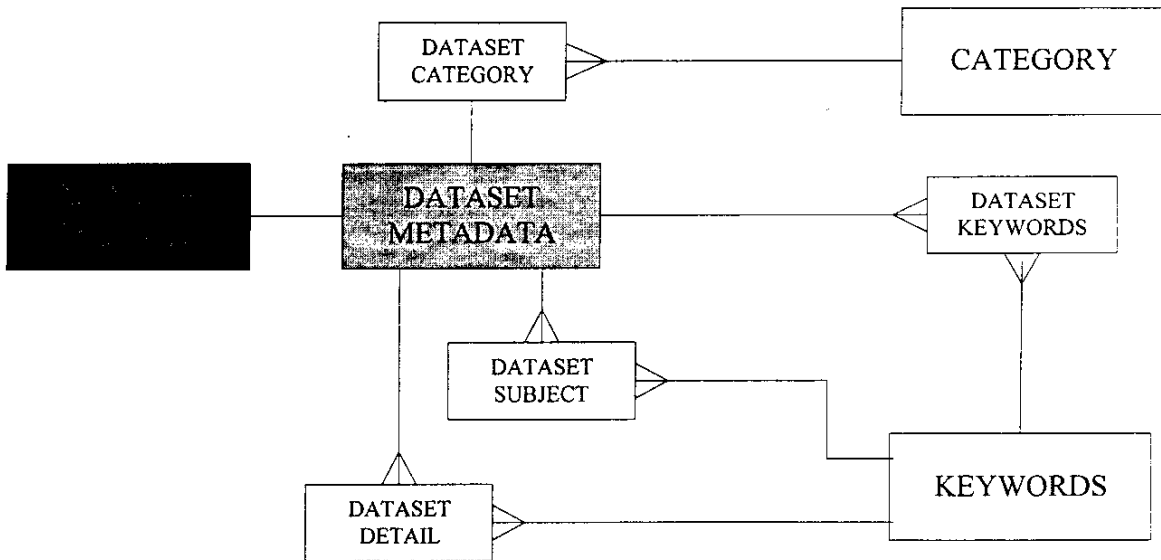 DATASET
CATEGORY
CATEGORY
DATASET
METADATA
DATASET
KEYWORDS
DATASET
SUBJECT
KEYWORDS
DATASET
DETAIL